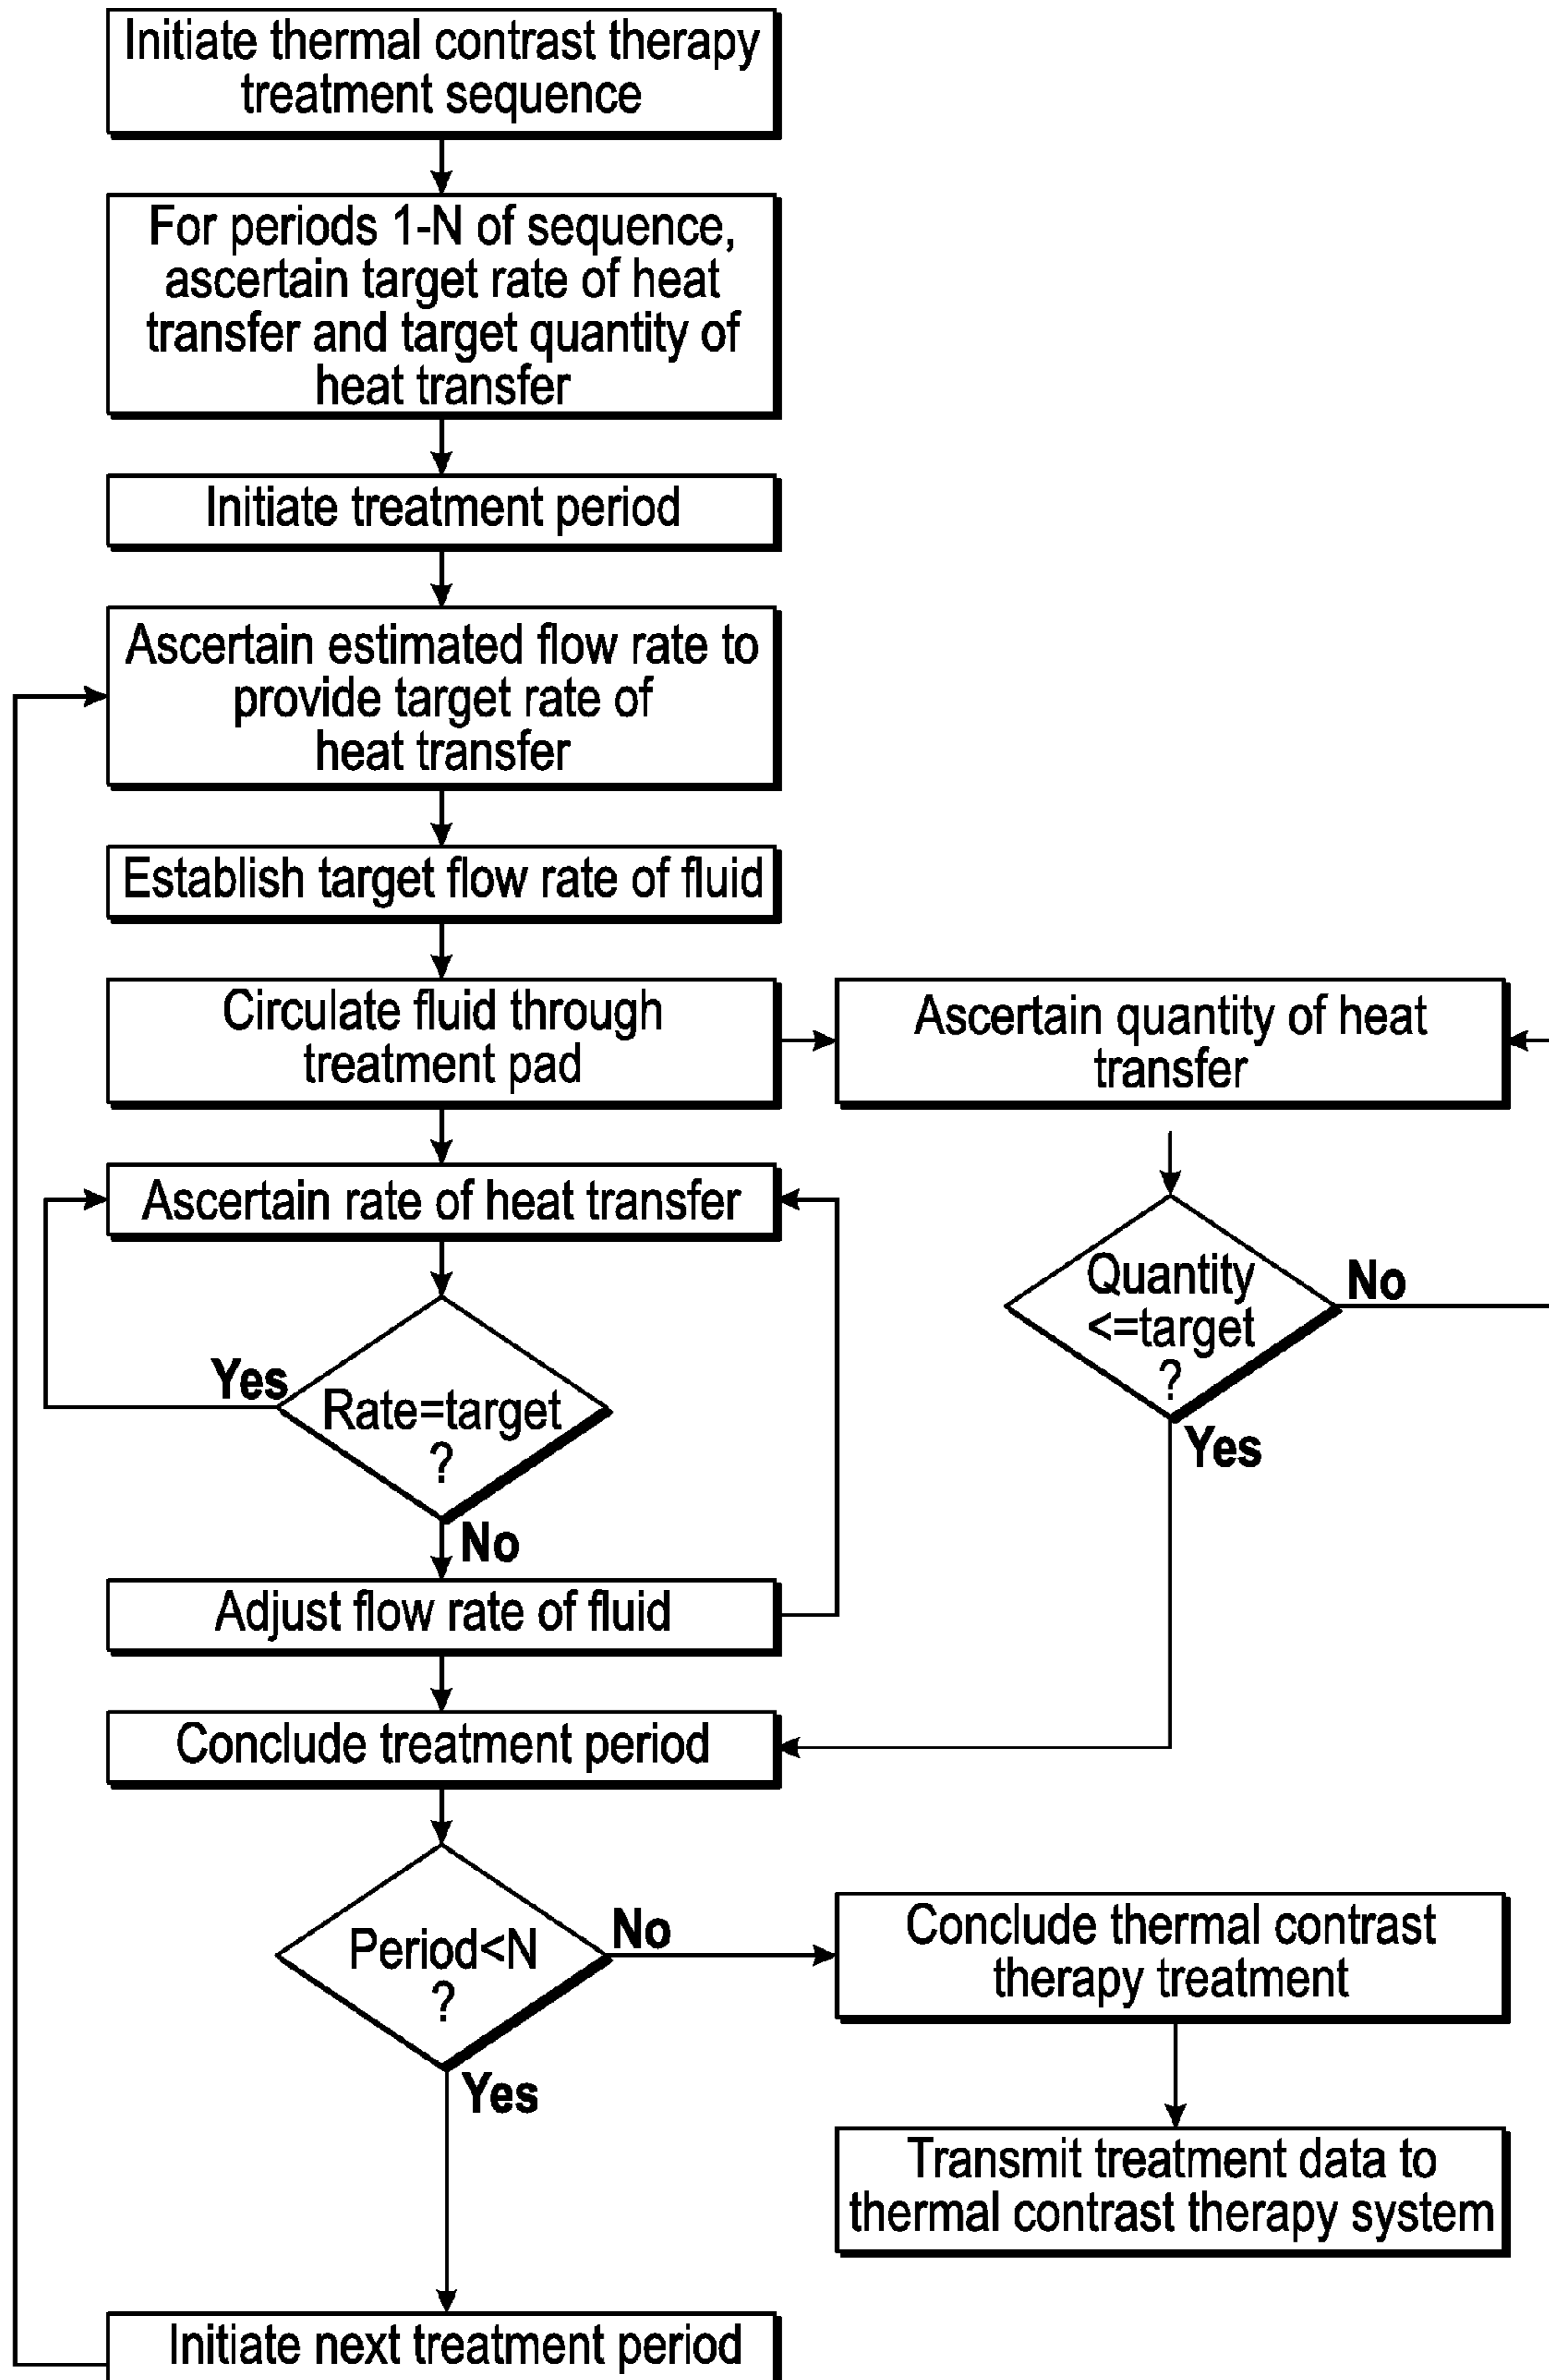 Initiate thermal contrast therapy
treatment sequence
For periods 1-N of sequence,
ascertain target rate of heat
transfer and target quantity of
heat transfer
Initiate treatment period
Ascertain estimated flow rate to
provide target rate of
heat transfer
Establish target flow rate of fluid
Circulate fluid through
treatment pad
Ascertain quantity of heat
transfer
Ascertain rate of heat transfer
Quantity
<=target
?
No
Yes
Rate=target
?
Yes
No
Adjust flow rate of fluid
Conclude treatment period
Period<N
?
No
Yes
Conclude thermal contrast
therapy treatment
Transmit treatment data to
thermal contrast therapy system
Initiate next treatment period